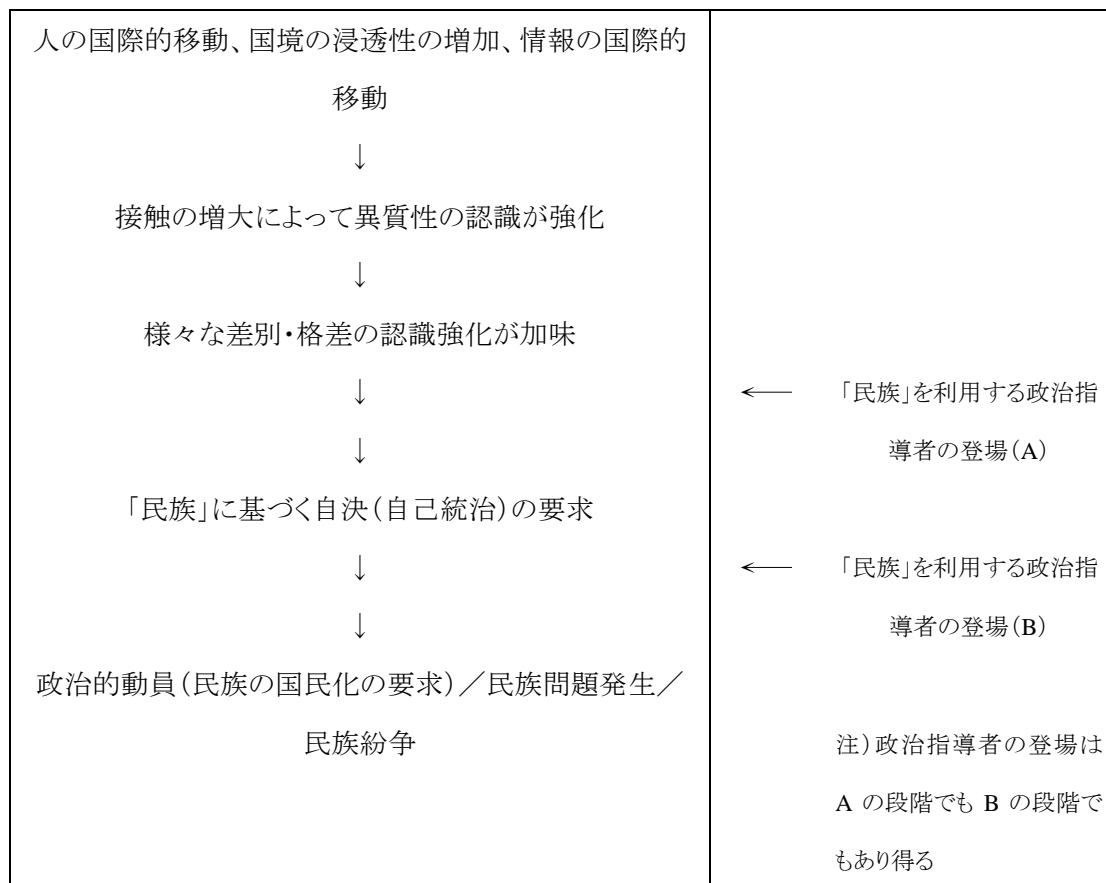 人の国際的移動、国境の浸透性の増加、情報の国際的
移動
↓
接触の増大によって異質性の認識が強化
↓
様々な差別・格差の認識強化が加味
↓
↓
「民族」に基づく自決(自己統治)の要求
↓
↓
政治的動員(民族の国民化の要求)／民族問題発生／
民族紛争
← 「民族」を利用する政治指
導者の登場(A)
← 「民族」を利用する政治指
導者の登場(B)
注)政治指導者の登場は
A の段階でも B の段階で
もあり得る